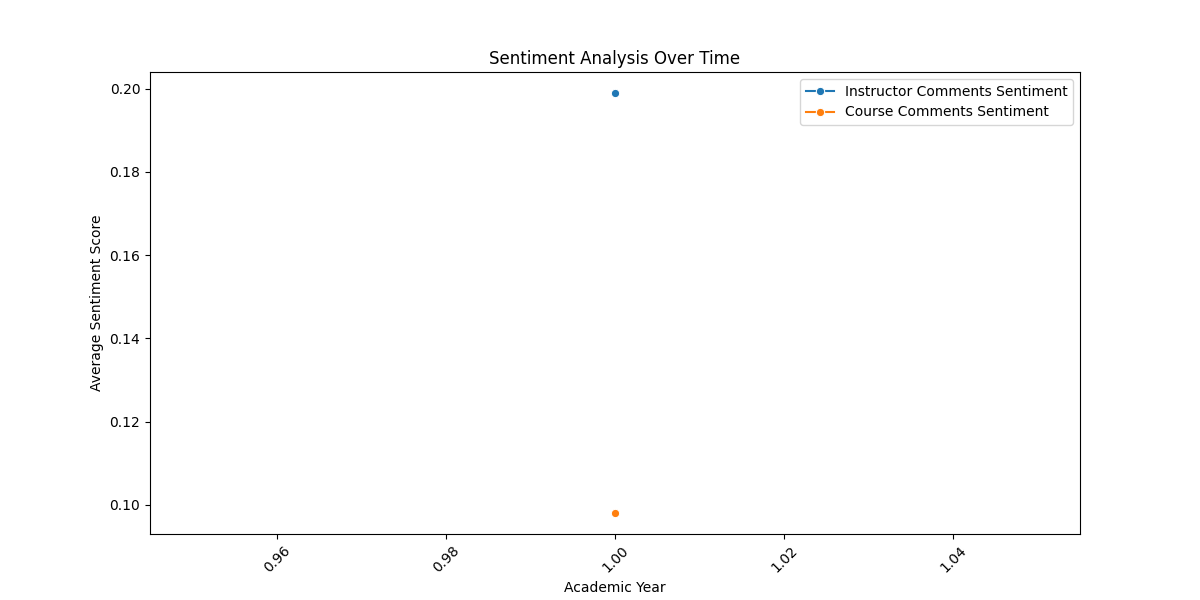 Sentiment Analysis Over Time
Instructor Comments Sentiment
Course Comments Sentiment
Average Sentiment Score
0.20
0.18
0.16
0.14
0.12
0.10
0.96
0.98
1.00
1.02
1.04
Academic Year